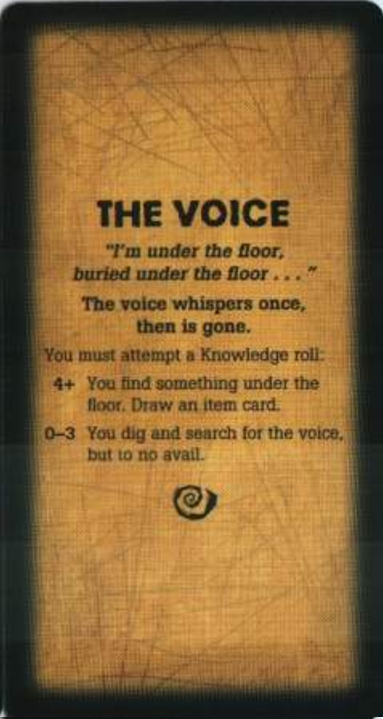 THE VOICE
"I'm under the floor,
buried under the floor . . ."
The voice whispers once,
then is gone.
You must attempt a Knowledge roll:
4+ You find something under the
floor. Draw an item card.
0–3 You dig and search for the voice,
but to no avail.